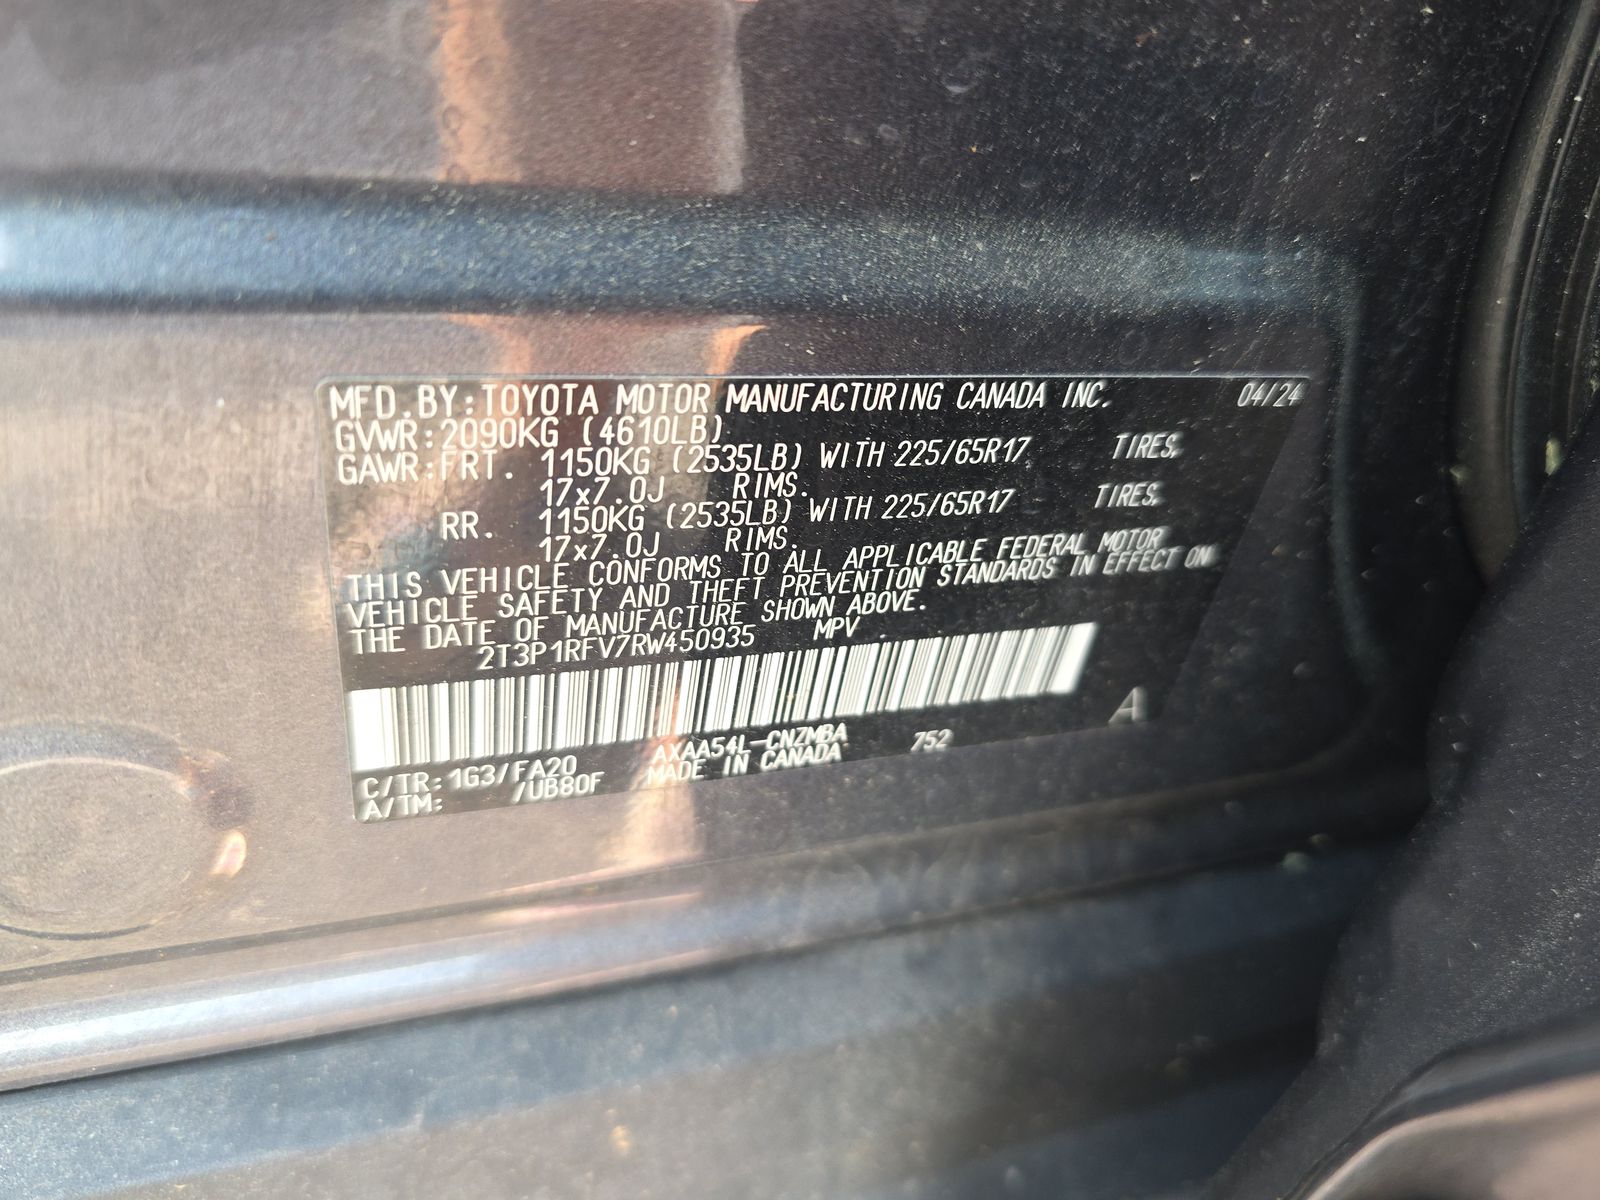 MFD.BY:TOYOTA MOTOR MANUFACTURING CANADA INC. 04/24
GVWR:2090KG (4610LB)
GAWR:FRT. 1150KG (2535LB) WITH 225/65R17 TIRES,
17x7.0J RIMS.
RR. 1150KG (2535LB) WITH 225/65R17 TIRES,
17x7.0J RIMS.
THIS VEHICLE CONFORMS TO ALL APPLICABLE FEDERAL MOTOR
VEHICLE SAFETY AND THEFT PREVENTION STANDARDS IN EFFECT ON
THE DATE OF MANUFACTURE SHOWN ABOVE.
2T3P1RFV7RW450935 MPV
A
C/TR:1G3/FA20 AXAA54L-CNZMBA 752
A/TM: /UB80F MADE IN CANADA